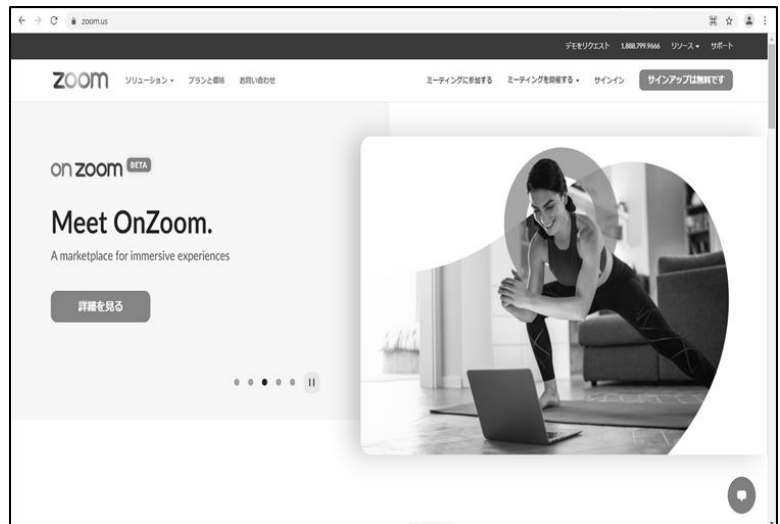 zoom.us
デモをリクエスト 1.888.799.9666 リソース サポート
zoom ソリューション プランと価格 お問い合わせ ミーティングに参加する ミーティングを開催する サインイン サインアップは無料です
on zoom BETA
Meet OnZoom.
A marketplace for immersive experiences
詳細を見る